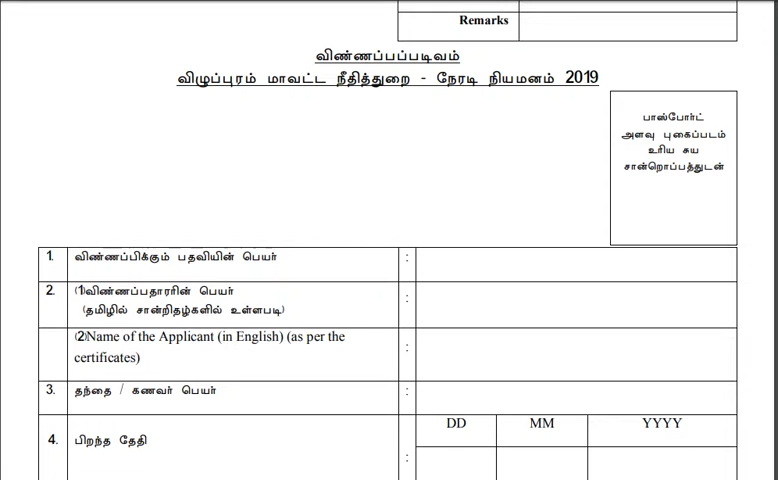 Remarks
விண்ணப்பப்படிவம்
விழுப்புரம் மாவட்ட நீதித்துறை - நேரடி நியமனம் 2019
பாஸ்போர்ட்
அளவு புகைப்படம்
உரிய சுய
சான்றொப்பத்துடன்
1. விண்ணப்பிக்கும் பதவியின் பெயர் :
2. (1)விண்ணப்பதாரரின் பெயர் :
(தமிழில் சான்றிதழ்களில் உள்ளபடி)
(2)Name of the Applicant (in English) (as per the
certificates) :
3. தந்தை / கணவர் பெயர் :
DD MM YYYY
4. பிறந்த தேதி :